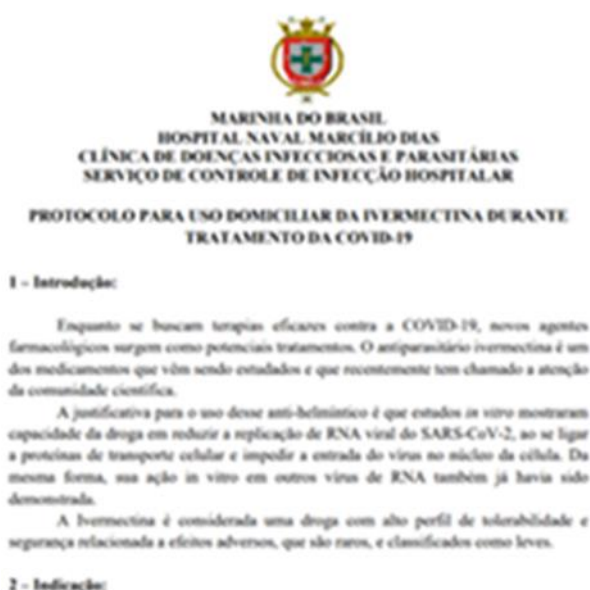 MARINHA DO BRASIL
HOSPITAL NAVAL MARCÍLIO DIAS
CLÍNICA DE DOENÇAS INFECCIOSAS E PARASITÁRIAS
SERVIÇO DE CONTROLE DE INFECÇÃO HOSPITALAR
PROTOCOLO PARA USO DOMICILIAR DA IVERMECTINA DURANTE
TRATAMENTO DA COVID-19
1 – Introdução:
Enquanto se buscam terapias eficazes contra a COVID-19, novos agentes
farmacológicos surgem como potenciais tratamentos. O antiparasitário ivermectina é um
dos medicamentos que vêm sendo estudados e que recentemente tem chamado a atenção
da comunidade científica.
A justificativa para o uso desse anti-helmíntico é que estudos in vitro mostraram
capacidade da droga em reduzir a replicação de RNA viral do SARS-CoV-2, ao se ligar
a proteínas de transporte celular e impedir a entrada do vírus no núcleo da célula. Da
mesma forma, sua ação in vitro em outros vírus de RNA também já havia sido
demonstrada.
A Ivermectina é considerada uma droga com alto perfil de tolerabilidade e
segurança relacionada a efeitos adversos, que são raros, e classificados como leves.
2 – Indicação: